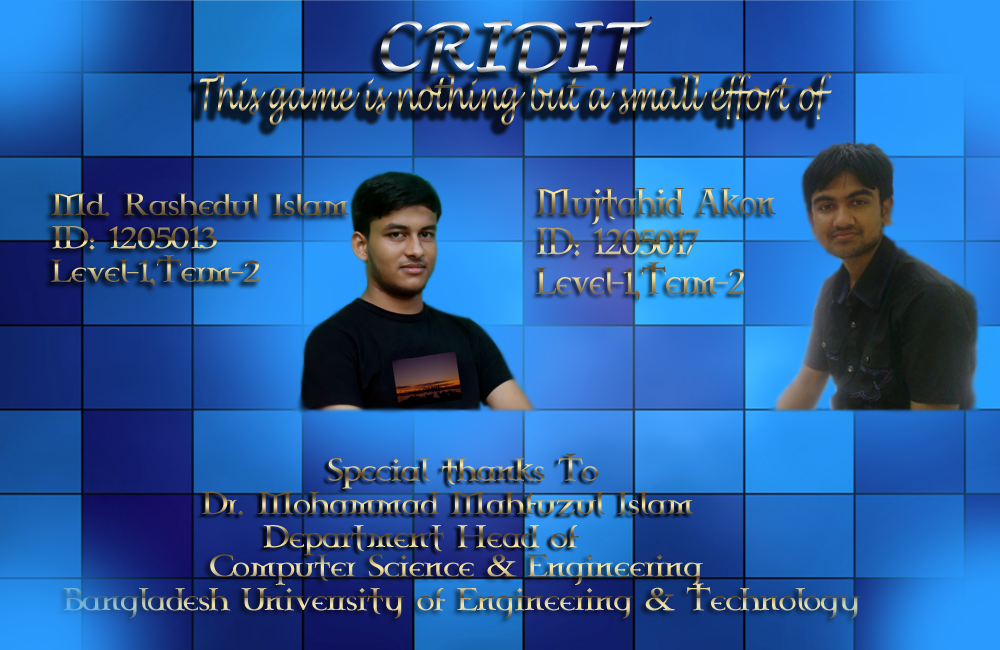 CRIDIT
This game is nothing but a small effort of
Md. Rashedul Islam
ID: 1205013
Level-1,Term-2
Mujtahid Akon
ID: 1205017
Level-1,Term-2
Special thanks To
Dr. Mohammad Mahfuzul Islam
Department Head of
Computer Science & Engineering
Bangladesh University of Engineering & Technology